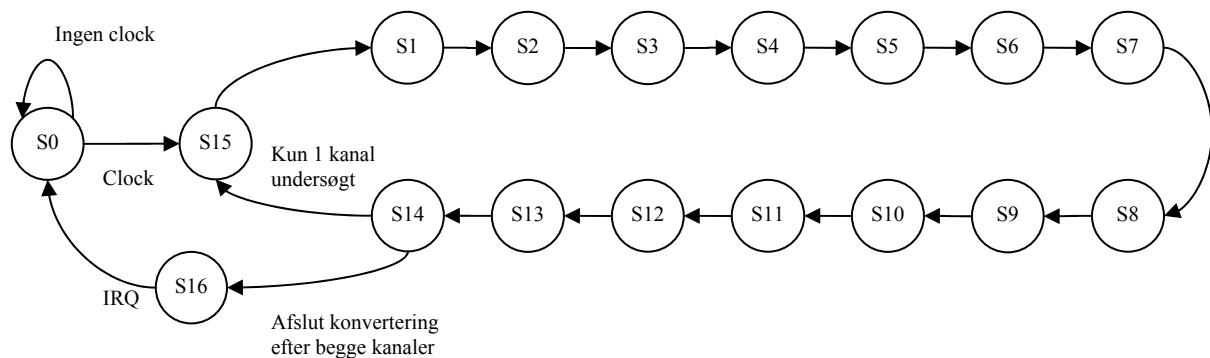 Ingen clock
S1
S2
S3
S4
S5
S6
S7
S0
S15
Clock
Kun 1 kanal
undersøgt
S14
S13
S12
S11
S10
S9
S8
S16
IRQ
Afslut konvertering
efter begge kanaler